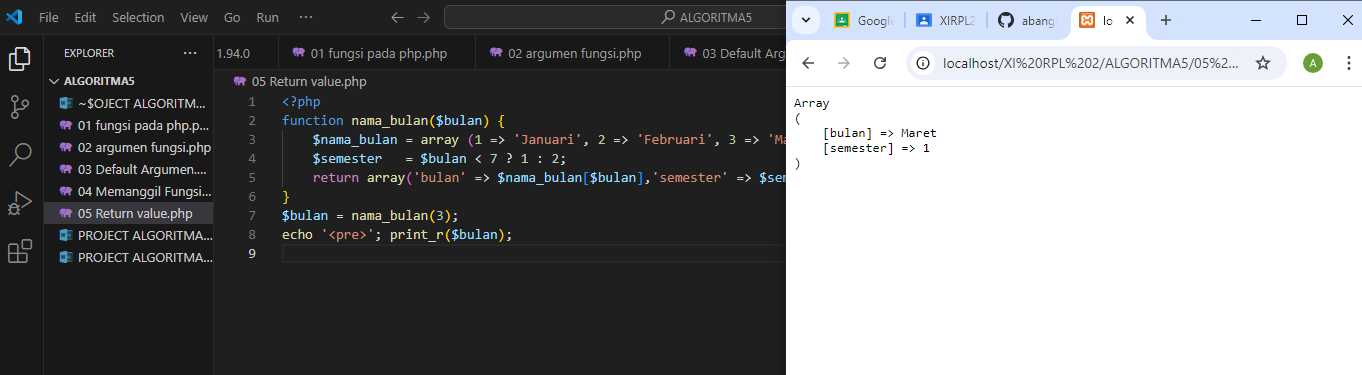 File Edit Selection View Go Run ···
ALGORITMA5
EXPLORER ···
ALGORITMA5
~$OJECT ALGORITM...
01 fungsi pada php.p...
02 argumen fungsi.php
03 Default Argumen....
04 Memanggil Fungsi...
05 Return value.php
PROJECT ALGORITMA...
PROJECT ALGORITMA...
1.94.0
01 fungsi pada php.php
02 argumen fungsi.php
03 Default Arg
05 Return value.php
1 <?php
2 function nama_bulan($bulan) {
3 $nama_bulan = array (1 => 'Januari', 2 => 'Februari', 3 => 'Ma
4 $semester   = $bulan < 7 ? 1 : 2;
5 return array('bulan' => $nama_bulan[$bulan],'semester' => $sem
6 }
7 $bulan = nama_bulan(3);
8 echo '<pre>'; print_r($bulan);
9
Google
XIRPL2
abang
lo
localhost/XI%20RPL%202/ALGORITMA5/05%2...
A
Array
(
[bulan] => Maret
[semester] => 1
)